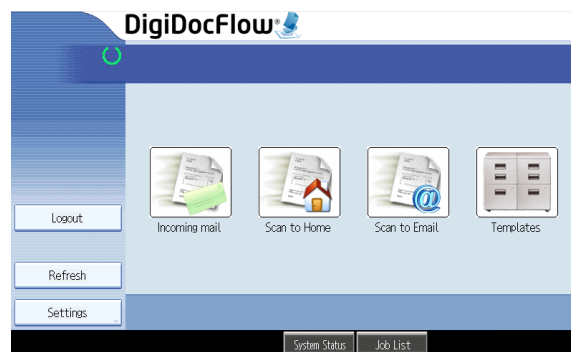 DigiDocFlow
Incoming mail
Scan to Home
Scan to Email
Templates
Logout
Refresh
Settings
System Status
Job List